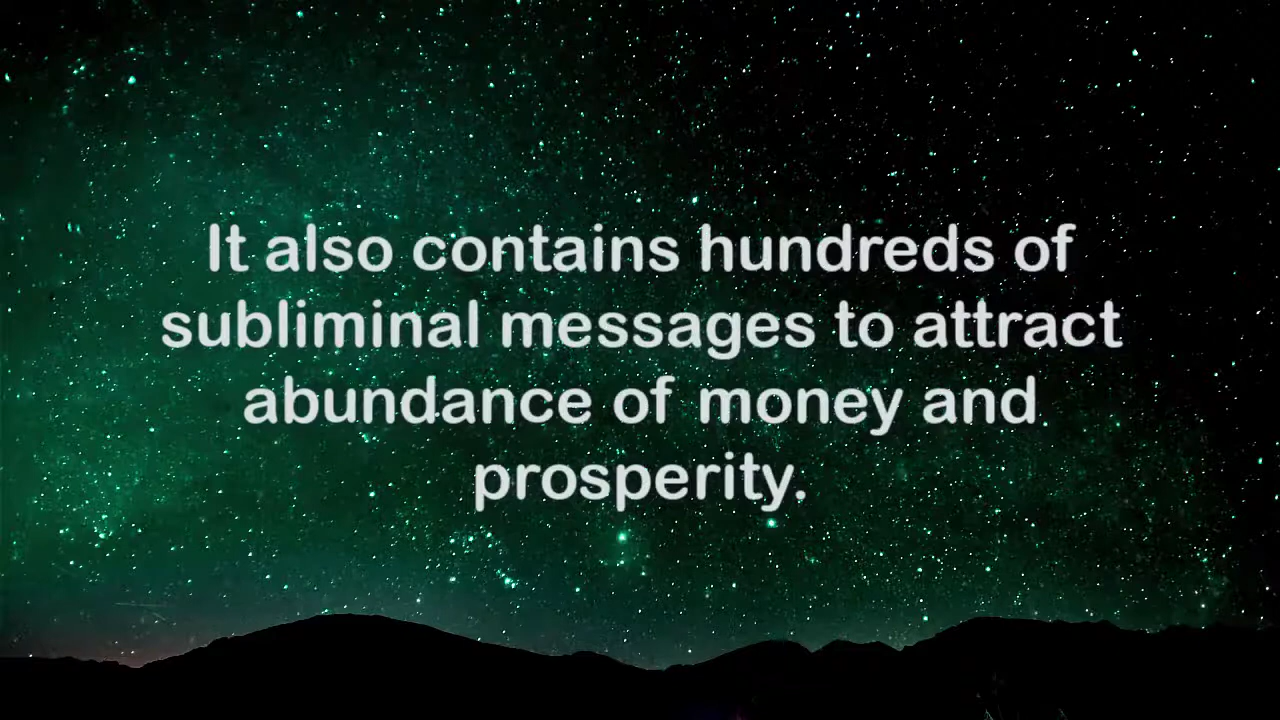 It also contains hundreds of
subliminal messages to attract
abundance of money and
prosperity.